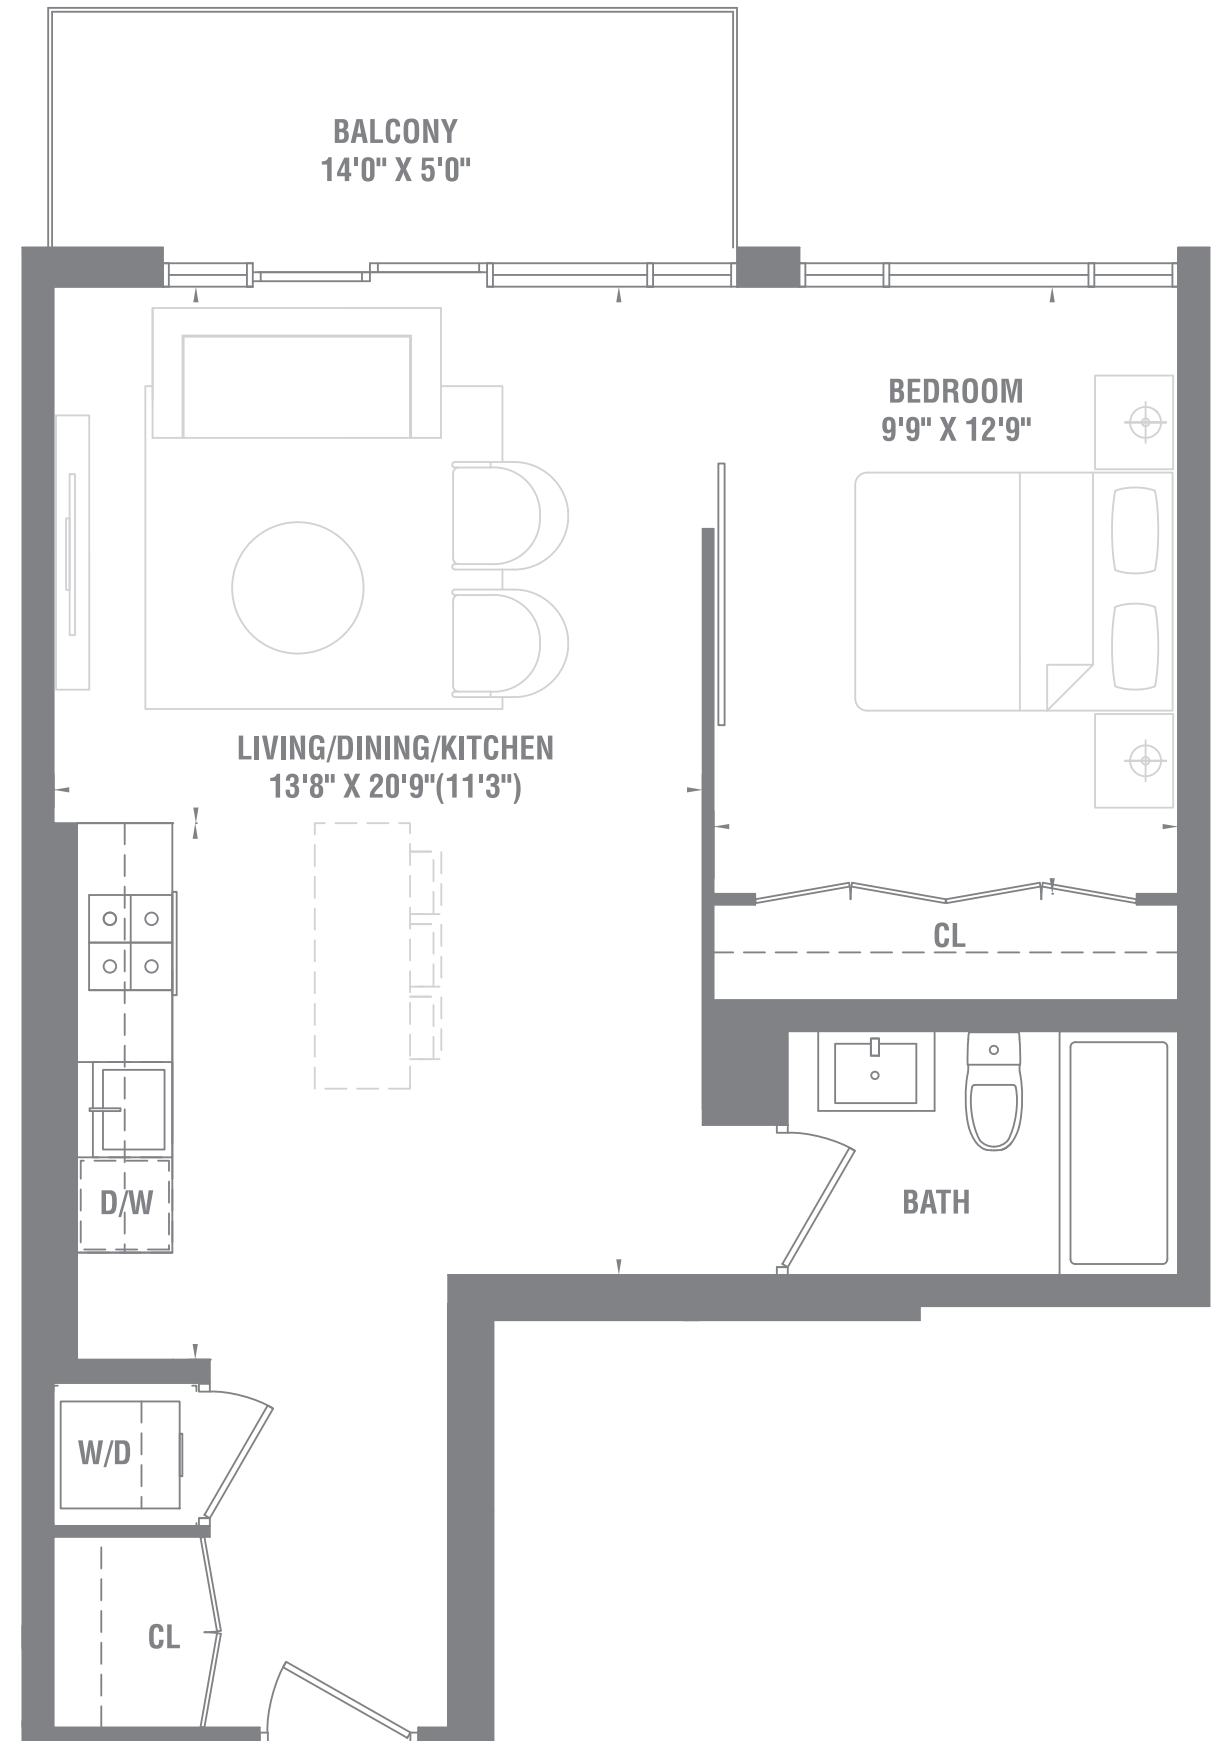 BALCONY
14'0" X 5'0"
BEDROOM
9'9" X 12'9"
LIVING/DINING/KITCHEN
13'8" X 20'9"(11'3")
CL
D/W
BATH
W/D
CL